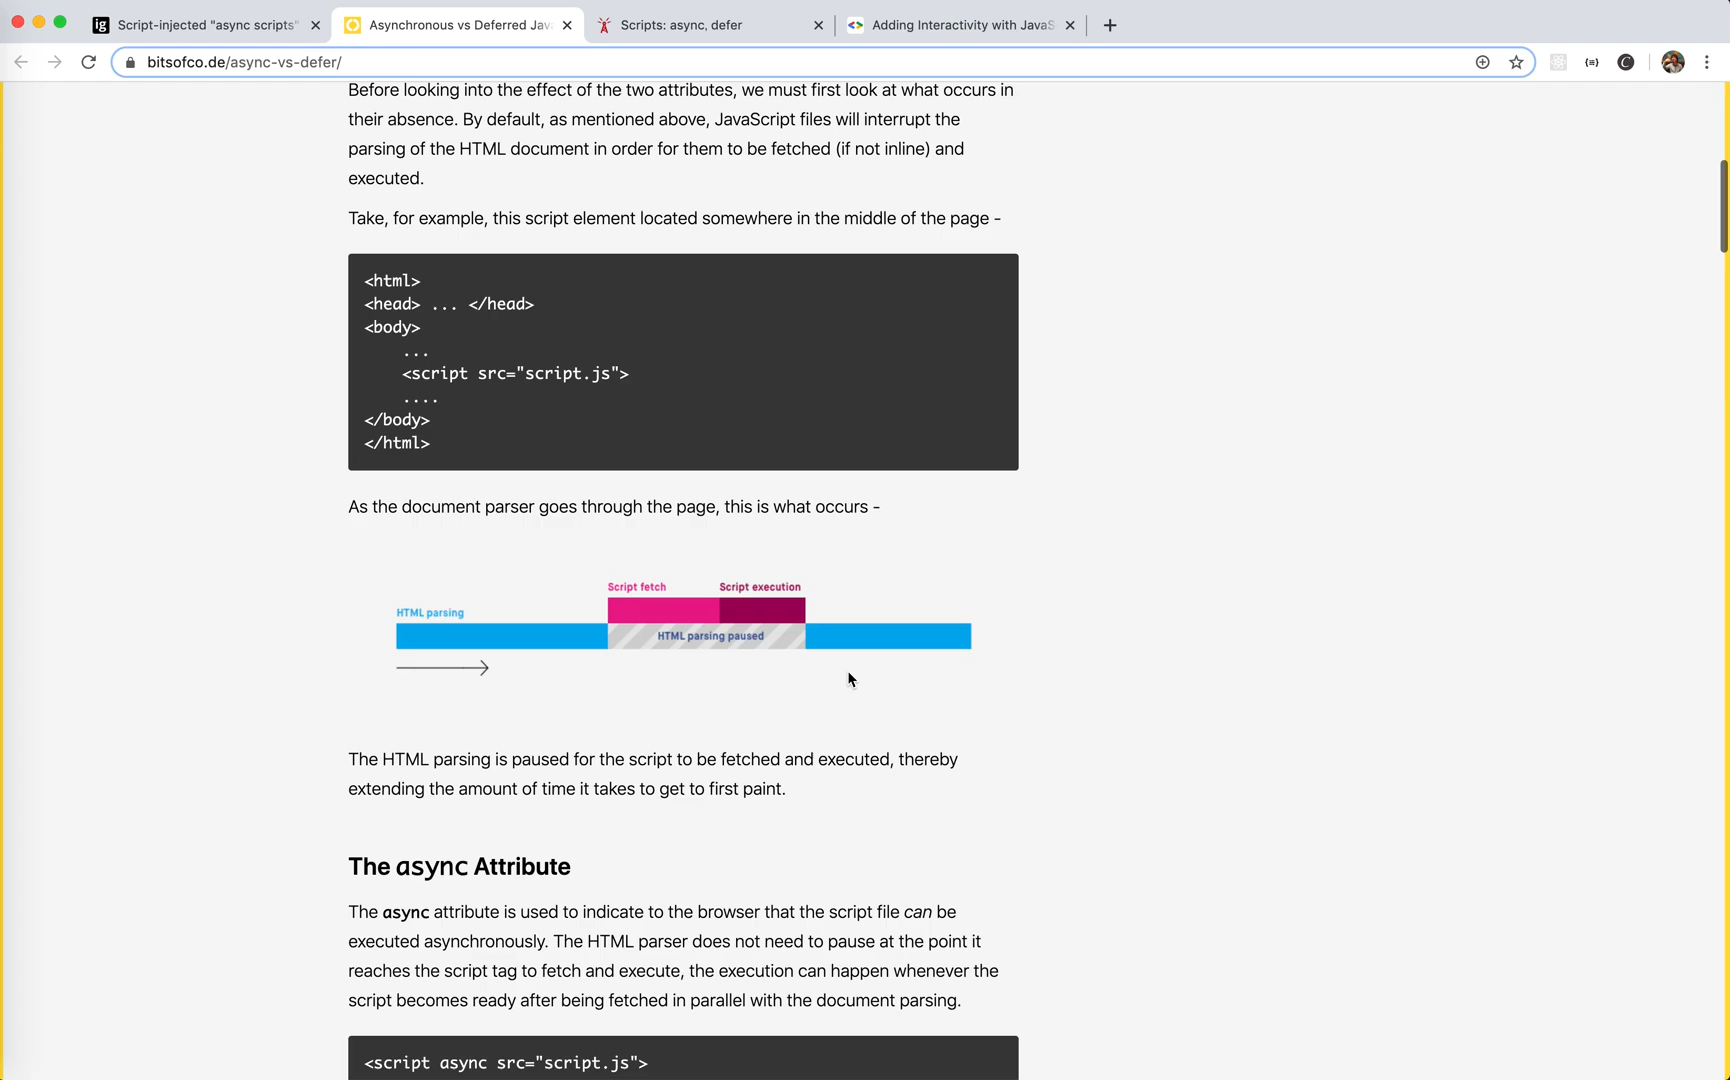 Script-injected "async scripts"
Asynchronous vs Deferred Jav
Scripts: async, defer
Adding Interactivity with JavaS
bitsofco.de/async-vs-defer/
Before looking into the effect of the two attributes, we must first look at what occurs in
their absence. By default, as mentioned above, JavaScript files will interrupt the
parsing of the HTML document in order for them to be fetched (if not inline) and
executed.
Take, for example, this script element located somewhere in the middle of the page -
<html>
<head> ... </head>
<body>
...
<script src="script.js">
....
</body>
</html>
As the document parser goes through the page, this is what occurs -
Script fetch Script execution
HTML parsing
HTML parsing paused
The HTML parsing is paused for the script to be fetched and executed, thereby
extending the amount of time it takes to get to first paint.
The async Attribute
The async attribute is used to indicate to the browser that the script file can be
executed asynchronously. The HTML parser does not need to pause at the point it
reaches the script tag to fetch and execute, the execution can happen whenever the
script becomes ready after being fetched in parallel with the document parsing.
<script async src="script.js">